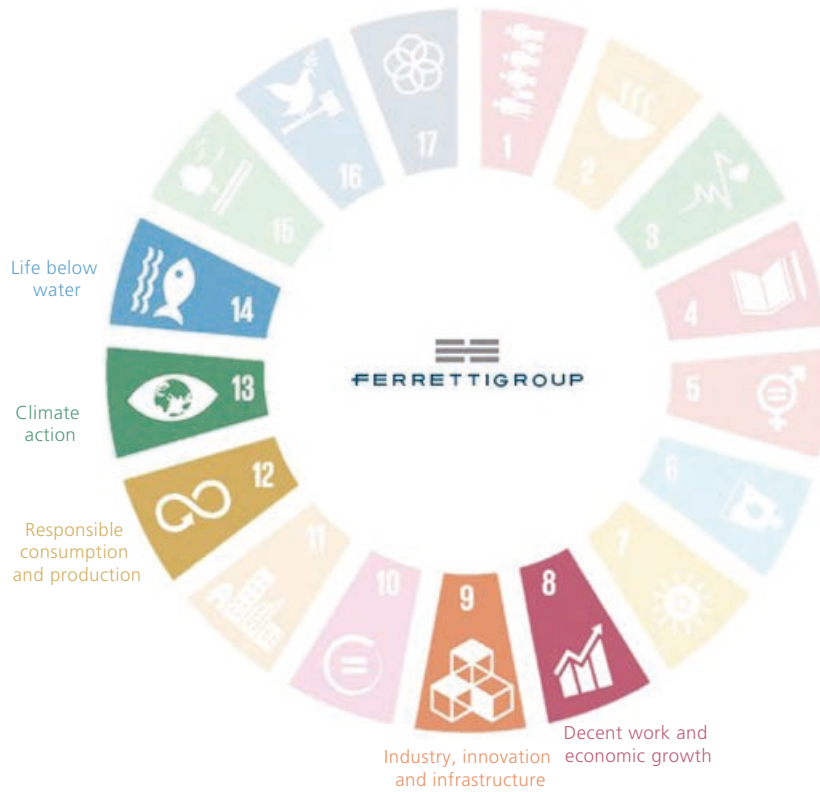 17
1
16
2
15
3
Life below
water
14
4
FERRETTIGROUP
13
5
Climate
action
12
6
Responsible
consumption
and production
11
7
10
9
8
Decent work and
economic growth
Industry, innovation
and infrastructure